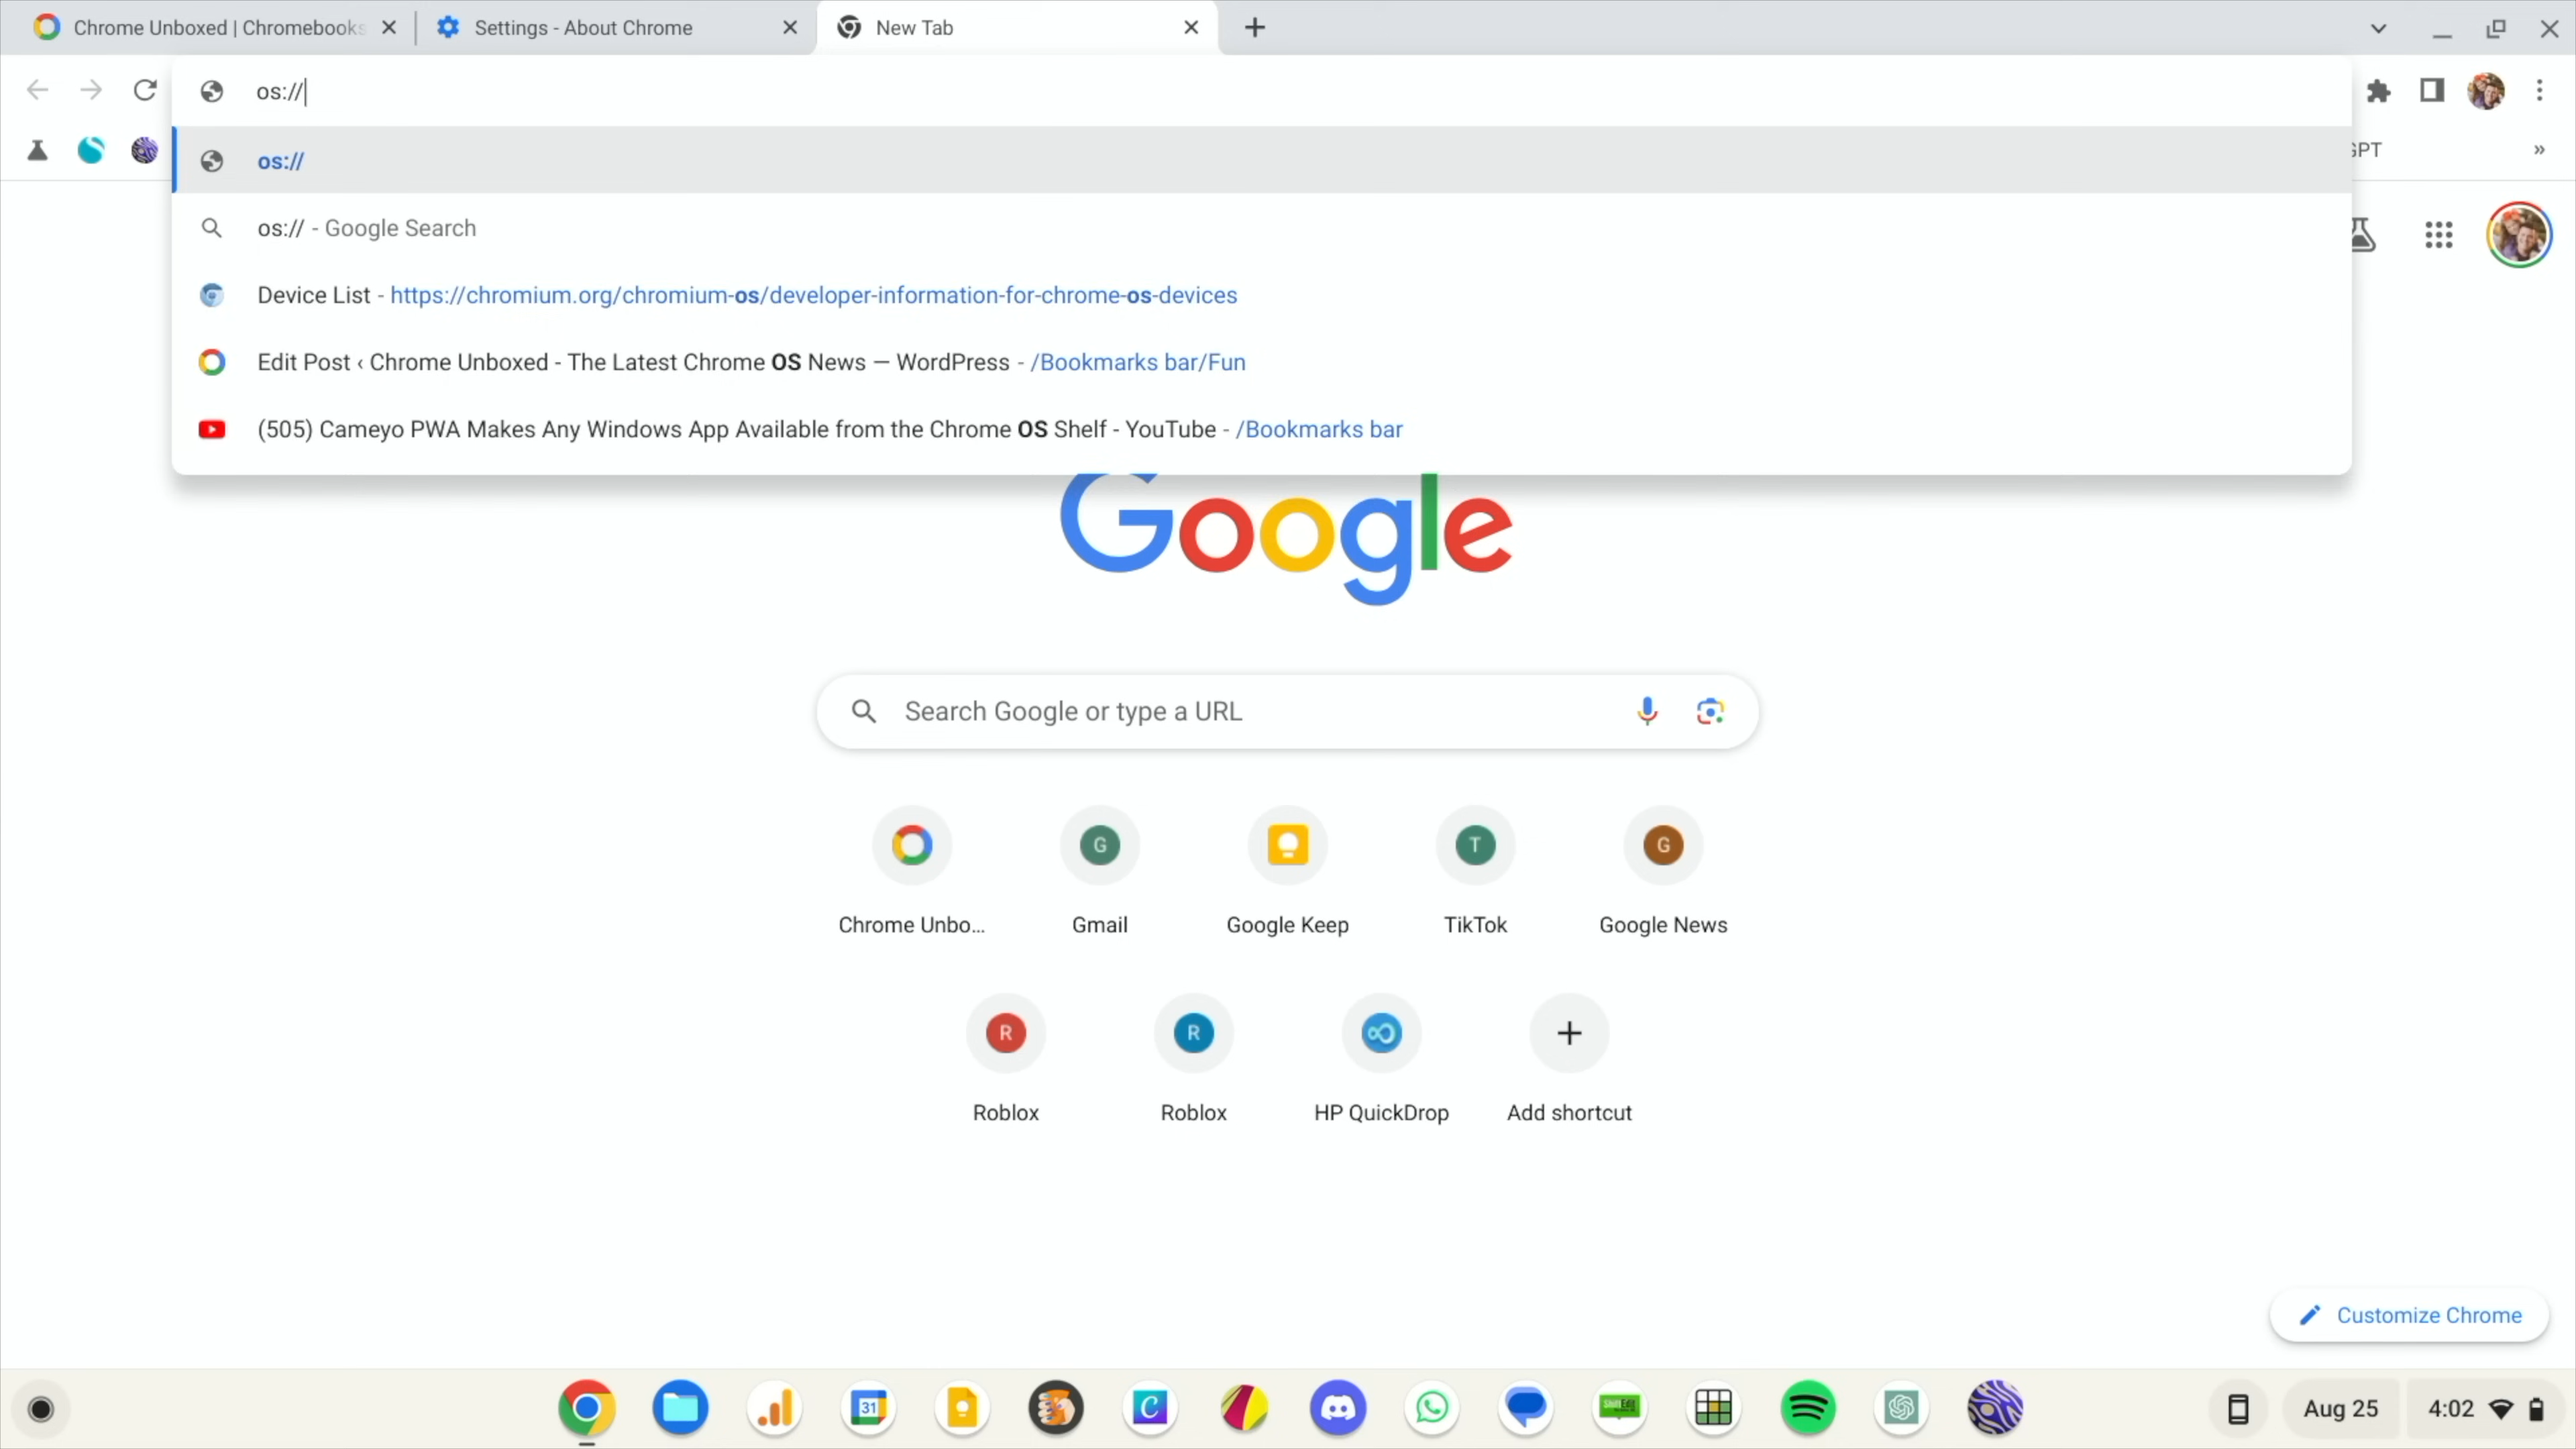 Chrome Unboxed | Chromebooks
Settings - About Chrome
New Tab
os://
os://
GPT
os:// - Google Search
Device List - https://chromium.org/chromium-os/developer-information-for-chrome-os-devices
Edit Post ‹ Chrome Unboxed - The Latest Chrome OS News — WordPress - /Bookmarks bar/Fun
(505) Cameyo PWA Makes Any Windows App Available from the Chrome OS Shelf - YouTube - /Bookmarks bar
Google
Search Google or type a URL
G
T
G
Chrome Unbo...
Gmail
Google Keep
TikTok
Google News
R
R
Roblox
Roblox
HP QuickDrop
Add shortcut
Customize Chrome
31
C
Aug 25
4:02